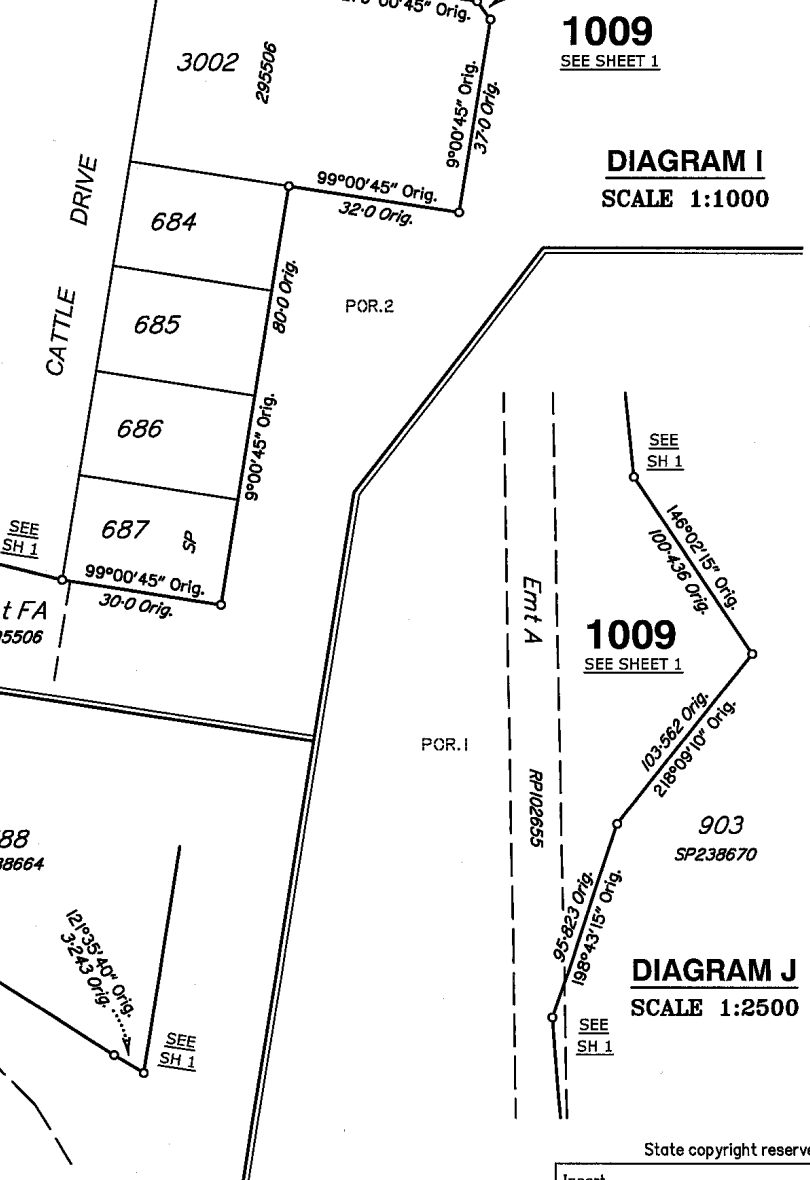 00'45" Orig.
1009
SEE SHEET 1
3002
295506
9°00'45" Orig.
37·0 Orig.
DIAGRAM I
SCALE 1:1000
99°00'45" Orig.
32·0 Orig.
CATTLE DRIVE
684
685
686
687
SP
80·0 Orig.
9°00'45" Orig.
POR.2
SEE
SH 1
99°00'45" Orig.
30·0 Orig.
t FA
5506
SEE
SH 1
146°02'15" Orig.
100·436 Orig.
Emt A
1009
SEE SHEET 1
POR.1
103·562 Orig.
218°09'10" Orig.
RP102655
903
SP238670
88
8664
95·823 Orig.
198°43'15" Orig.
121°35'40" Orig.
3·243 Orig.
DIAGRAM J
SCALE 1:2500
SEE
SH 1
SEE
SH 1
State copyright reserve